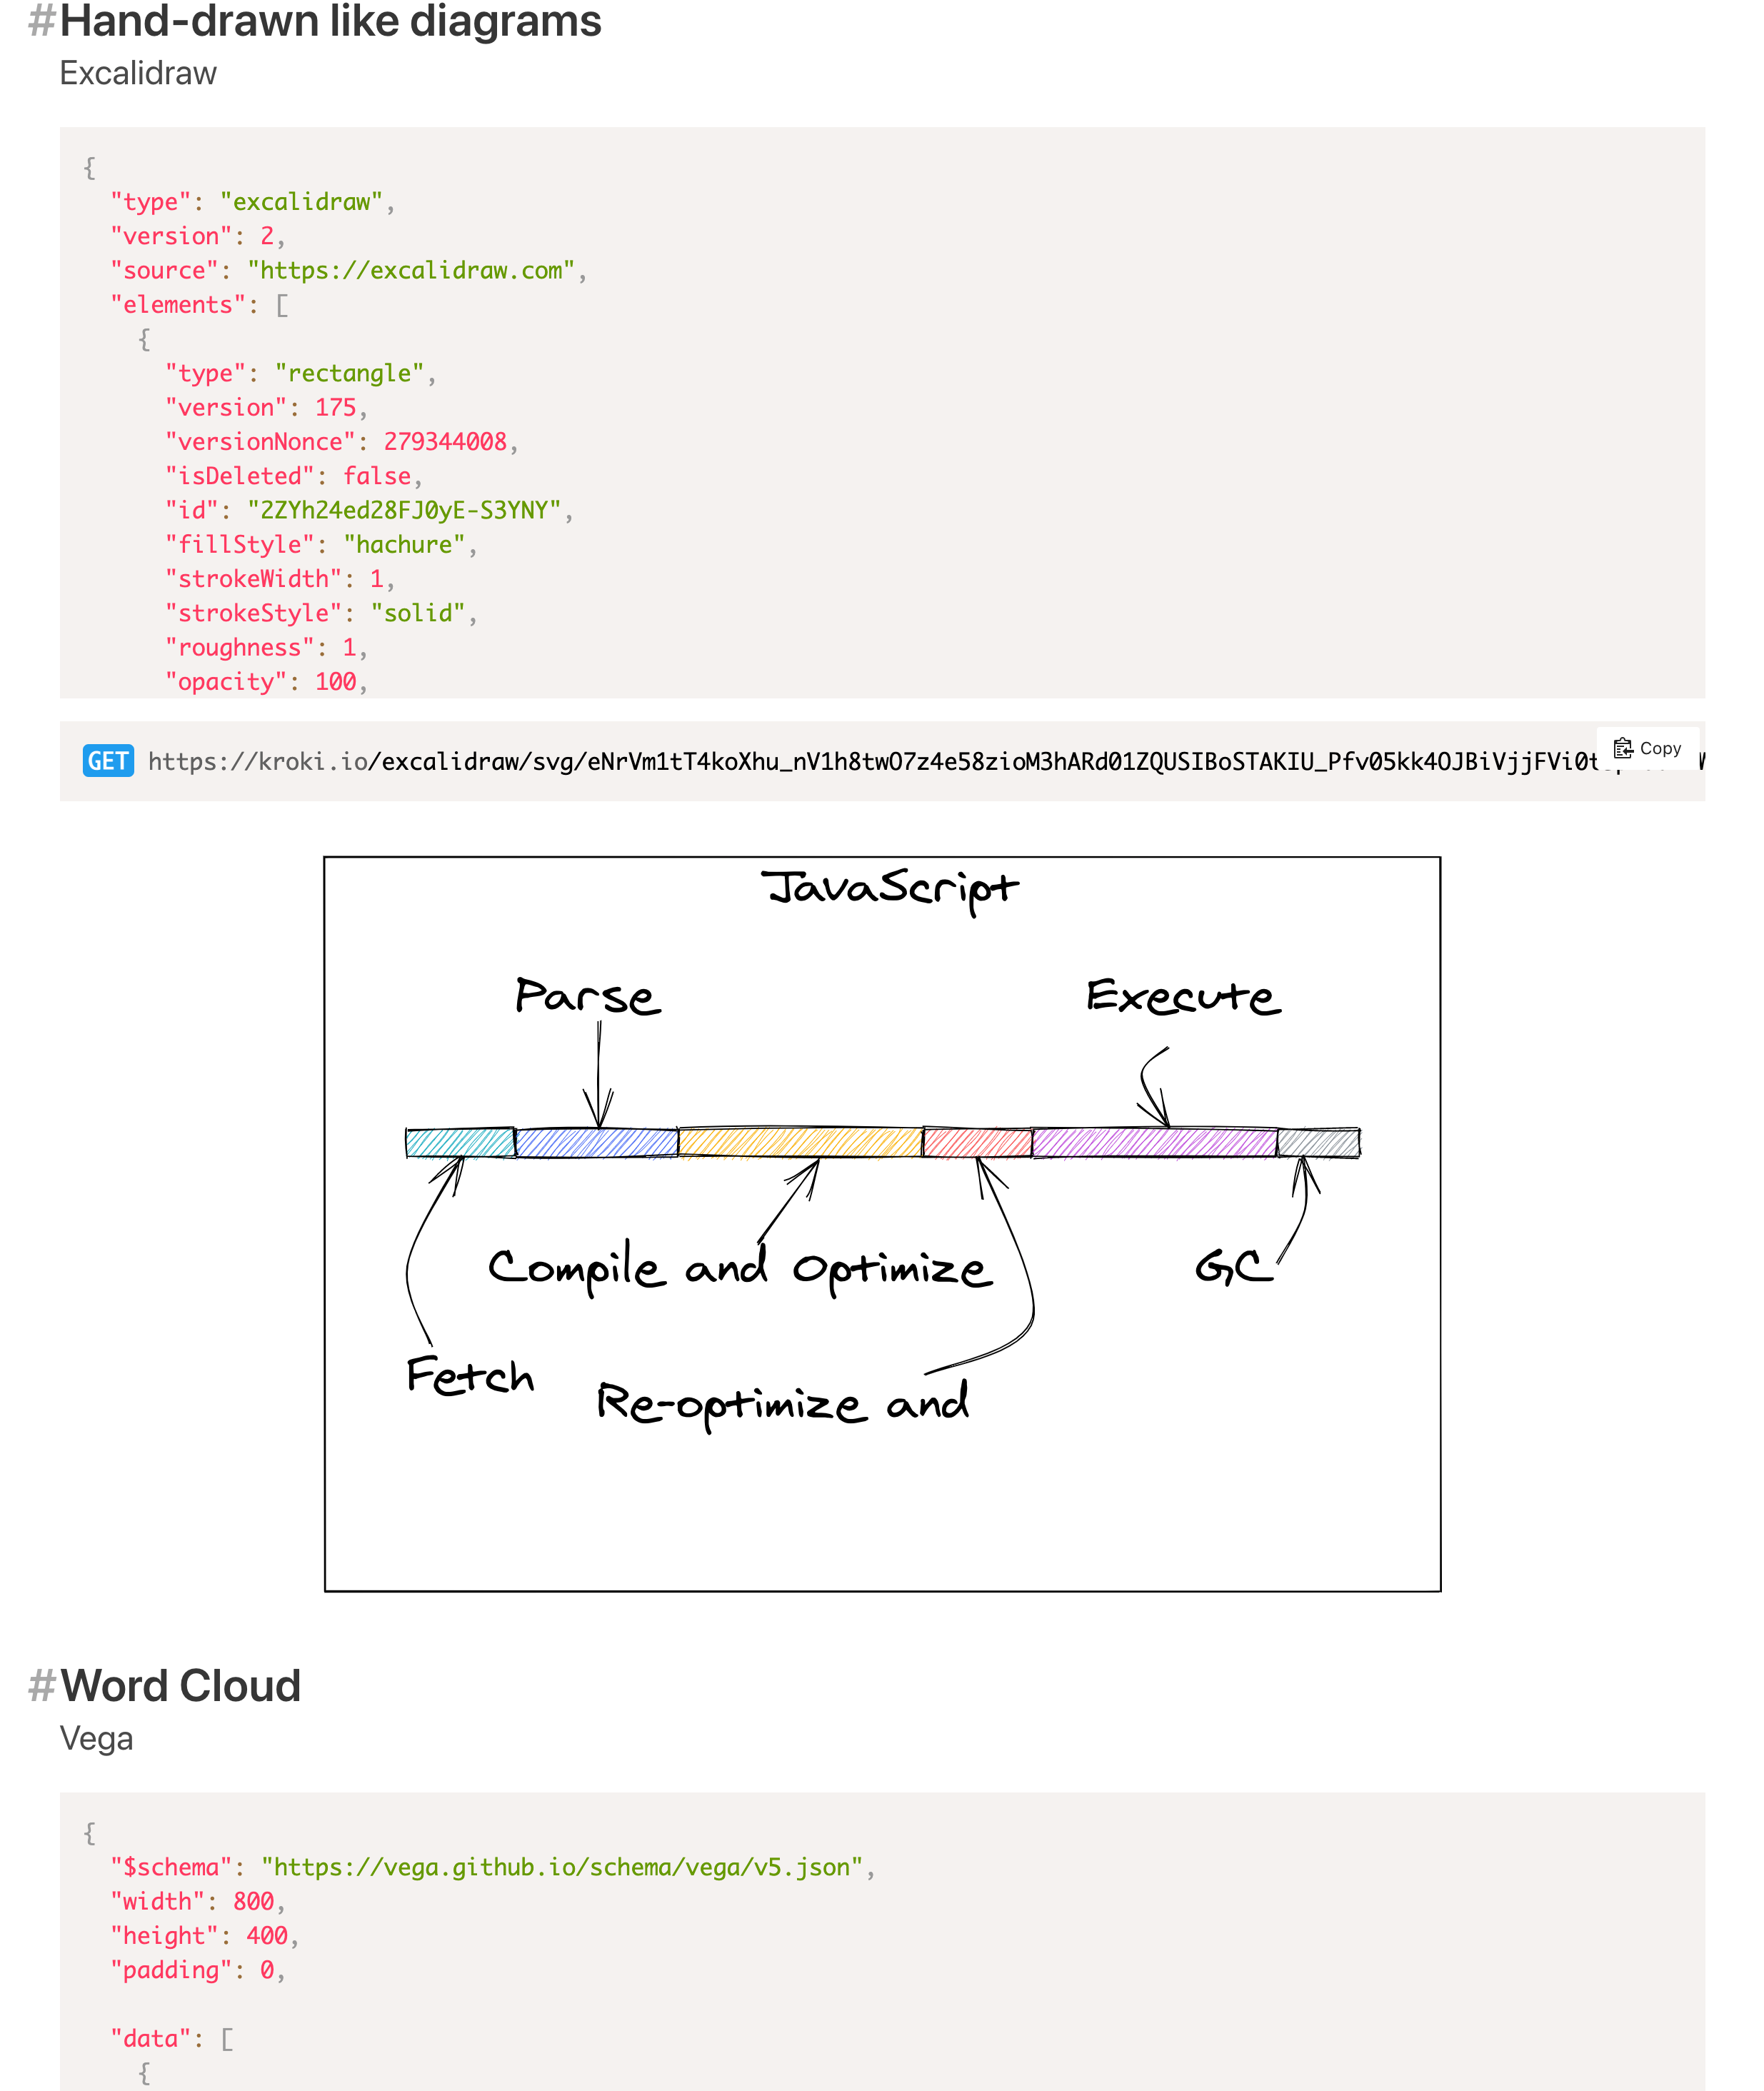 #Hand-drawn like diagrams
Excalidraw
{
"type": "excalidraw",
"version": 2,
"source": "https://excalidraw.com",
"elements": [
{
"type": "rectangle",
"version": 175,
"versionNonce": 279344008,
"isDeleted": false,
"id": "2ZYh24ed28FJ0yE-S3YNY",
"fillStyle": "hachure",
"strokeWidth": 1,
"strokeStyle": "solid",
"roughness": 1,
"opacity": 100,
Copy
GET https://kroki.io/excalidraw/svg/eNrVm1tT4koXhu_nV1h8twO7z4e58zioM3hARd01ZQUSIBoSTAKIU_Pfv05kk4OJBiVjjFVi0t
JavaScript
Parse Execute
Compile and Optimize GC
Fetch
Re-optimize and
#Word Cloud
Vega
{
"$schema": "https://vega.github.io/schema/vega/v5.json",
"width": 800,
"height": 400,
"padding": 0,
"data": [
{